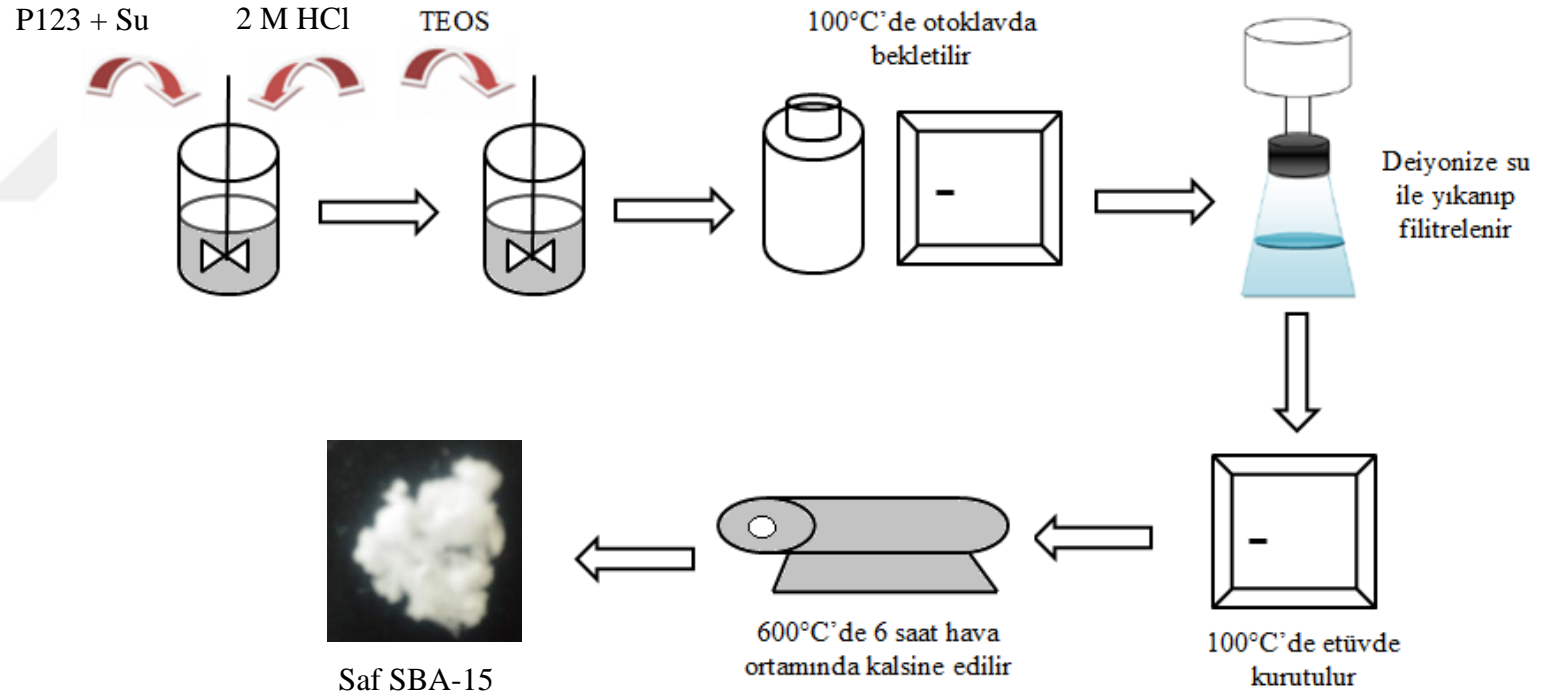 P123 + Su
2 M HCl
TEOS
100°C'de otoklavda
bekletilir
Deiyonize su
ile yıkanıp
filitrelenir
100°C'de etüvde
kurutulur
600°C'de 6 saat hava
ortamında kalsine edilir
Saf SBA-15